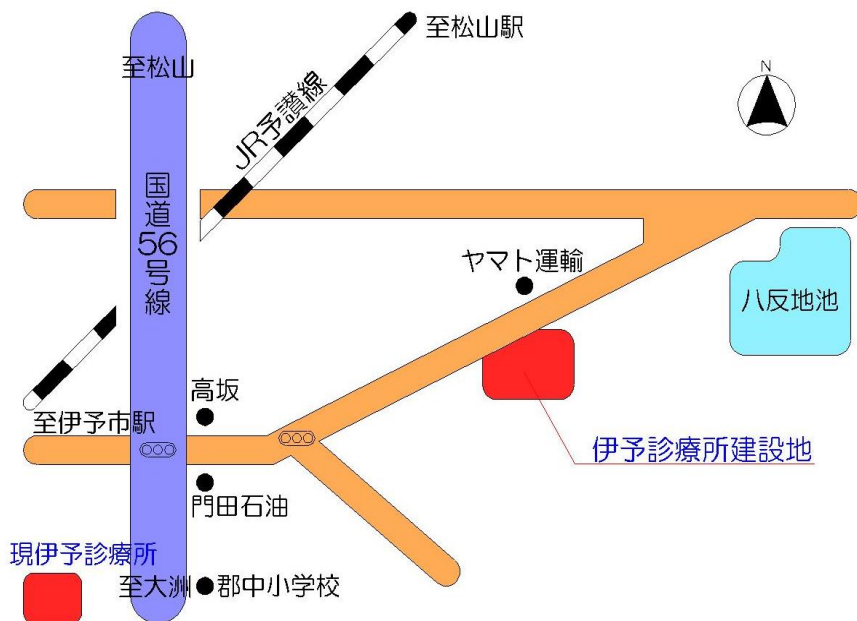 至松山駅
至松山
N
JR予讃線
国道56号線
ヤマト運輸
八反地池
高坂
至伊予市駅
伊予診療所建設地
門田石油
現伊予診療所
至大洲
郡中小学校